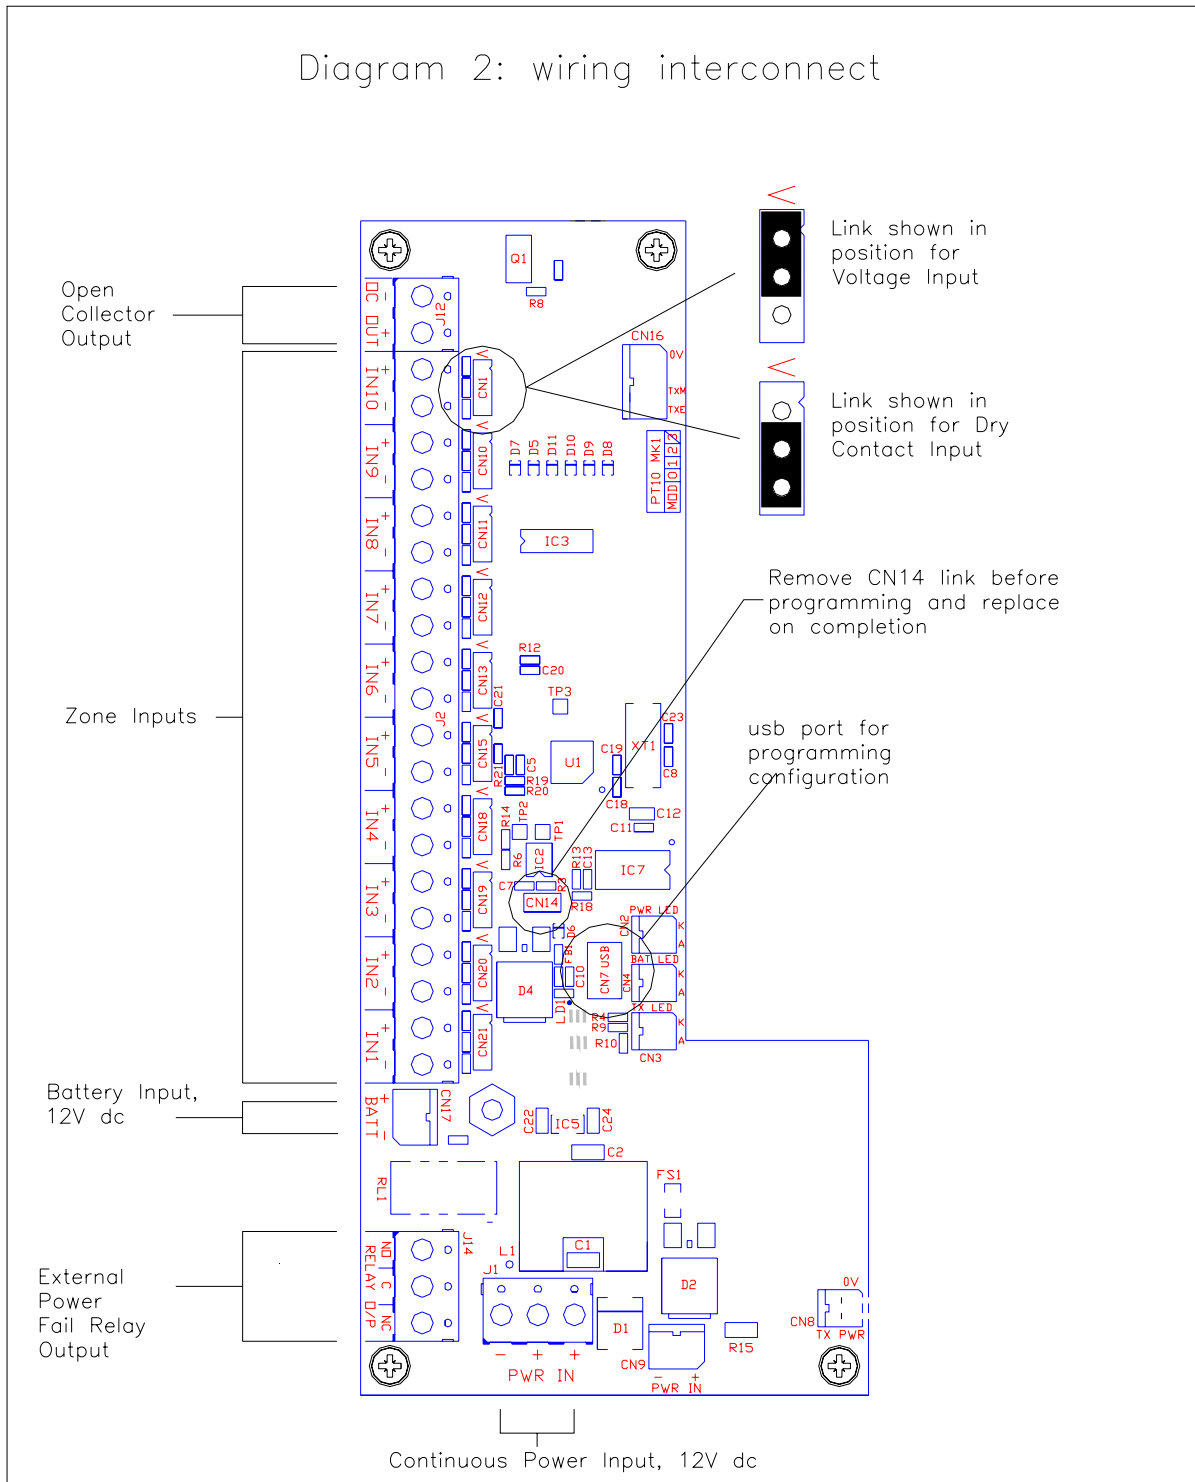 Diagram 2: wiring interconnect
Link shown in
position for
Voltage Input
Open
Collector
Output
OC OUT
- +
J12
Q1
R8
CN16
0V
TXM
TXE
V
V
Link shown in
position for Dry
Contact Input
IN10
+ -
V
CN1
IN9
+ -
V
CN10
D7 D5 D11 D10 D9 D8
PT10 MK1
MOD 0 1 2 3
IN8
+ -
V
CN11
IC3
Remove CN14 link before
programming and replace
on completion
IN7
+ -
V
CN12
IN6
+ -
V
CN13
R12
C20
TP3
C21
Zone Inputs
J2
usb port for
programming
configuration
IN5
+ -
V
CN15
R21
C5
R19
R20
U1
C19
C18
XT1
C23
C8
IN4
+ -
V
CN18
R14
TP2
TP1
R6
IC2
C12
C11
IN3
+ -
V
CN19
C7
R3
R13
C13
R18
IC7
CN14
IN2
+ -
V
CN20
D6
FB1
C10
D4
LD1
CN7 USB
CN2
PWR LED
K
A
BAT LED
CN4
K
A
TX LED
K
A
CN3
R4
R9
R10
IN1
+ -
V
CN21
Battery Input,
12V dc
BATT
+ -
CN17
C22
IC5
C24
C2
RL1
FS1
External
Power
Fail Relay
Output
NO C NC
RELAY O/P
J14
L1
J1
C1
D1
D2
- + +
PWR IN
CN9
- +
PWR IN
R15
0V
CN8
TX PWR
Continuous Power Input, 12V dc